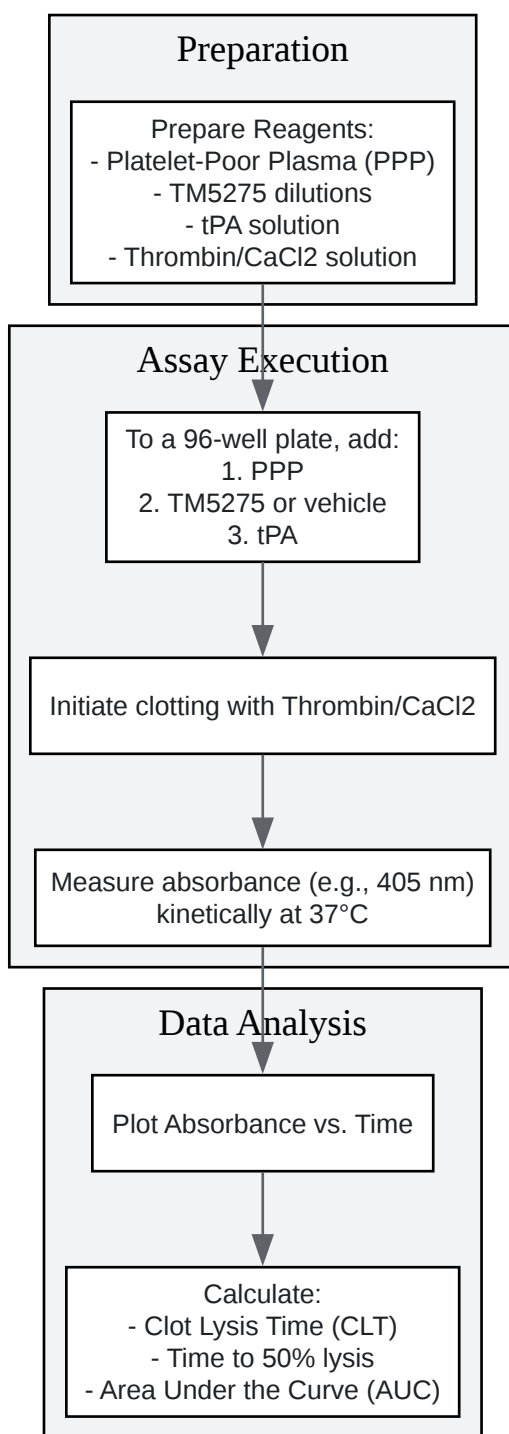 Preparation
Prepare Reagents:
- Platelet-Poor Plasma (PPP)
- TM5275 dilutions
- tPA solution
- Thrombin/CaCl2 solution
Assay Execution
To a 96-well plate, add:
1. PPP
2. TM5275 or vehicle
3. tPA
Initiate clotting with Thrombin/CaCl2
Measure absorbance (e.g., 405 nm)
kinetically at 37°C
Data Analysis
Plot Absorbance vs. Time
Calculate:
- Clot Lysis Time (CLT)
- Time to 50% lysis
- Area Under the Curve (AUC)